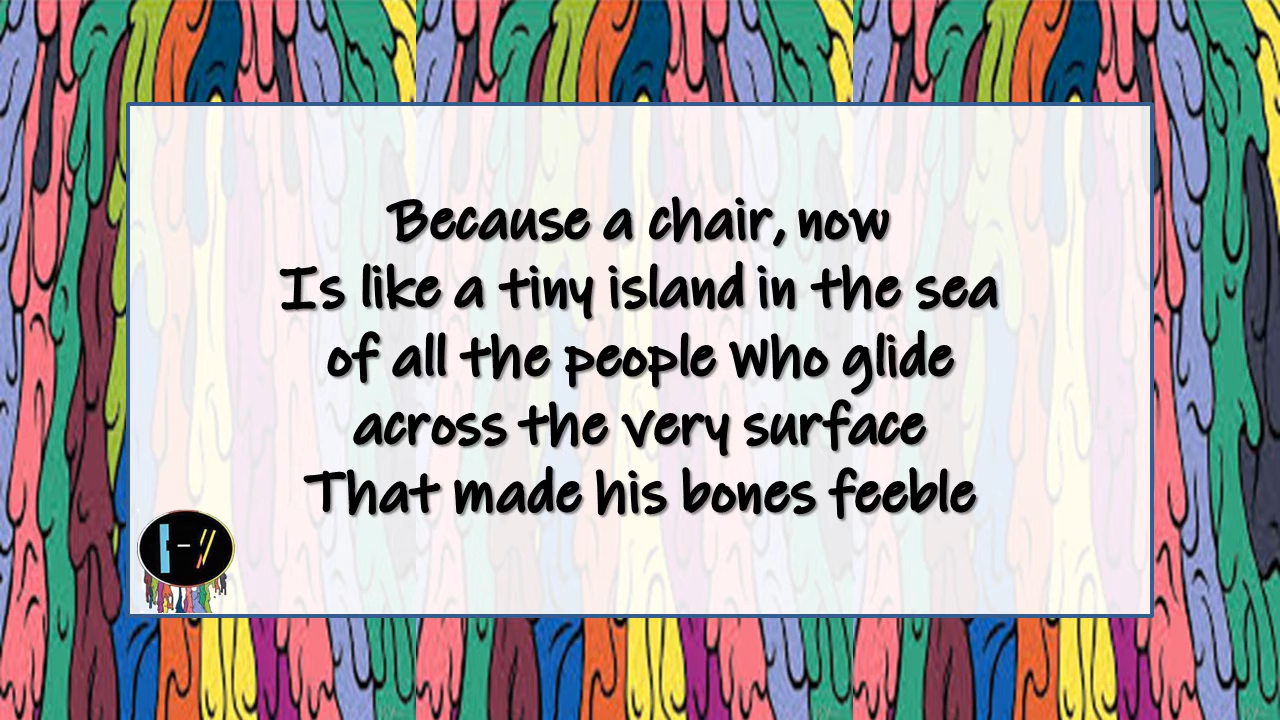 Because a chair, now
Is like a tiny island in the sea
of all the people who glide
across the very surface
That made his bones feeble